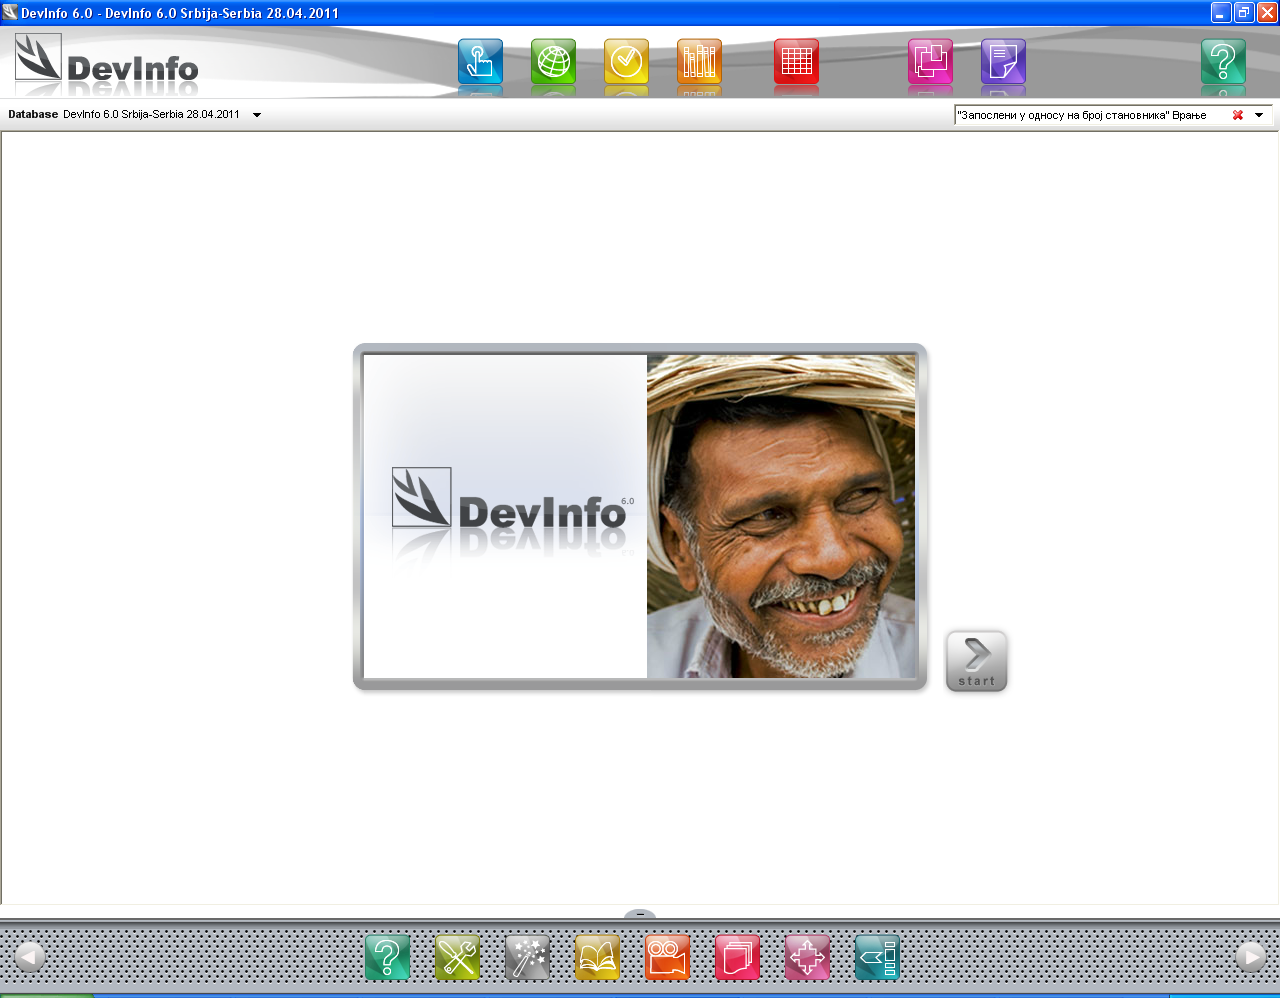 DevInfo 6.0 - DevInfo 6.0 Srbija-Serbia 28.04.2011
DevInfo
Database DevInfo 6.0 Srbija-Serbia 28.04.2011
"Запослени у односу на број становника" Врање
DevInfo 6.0
start